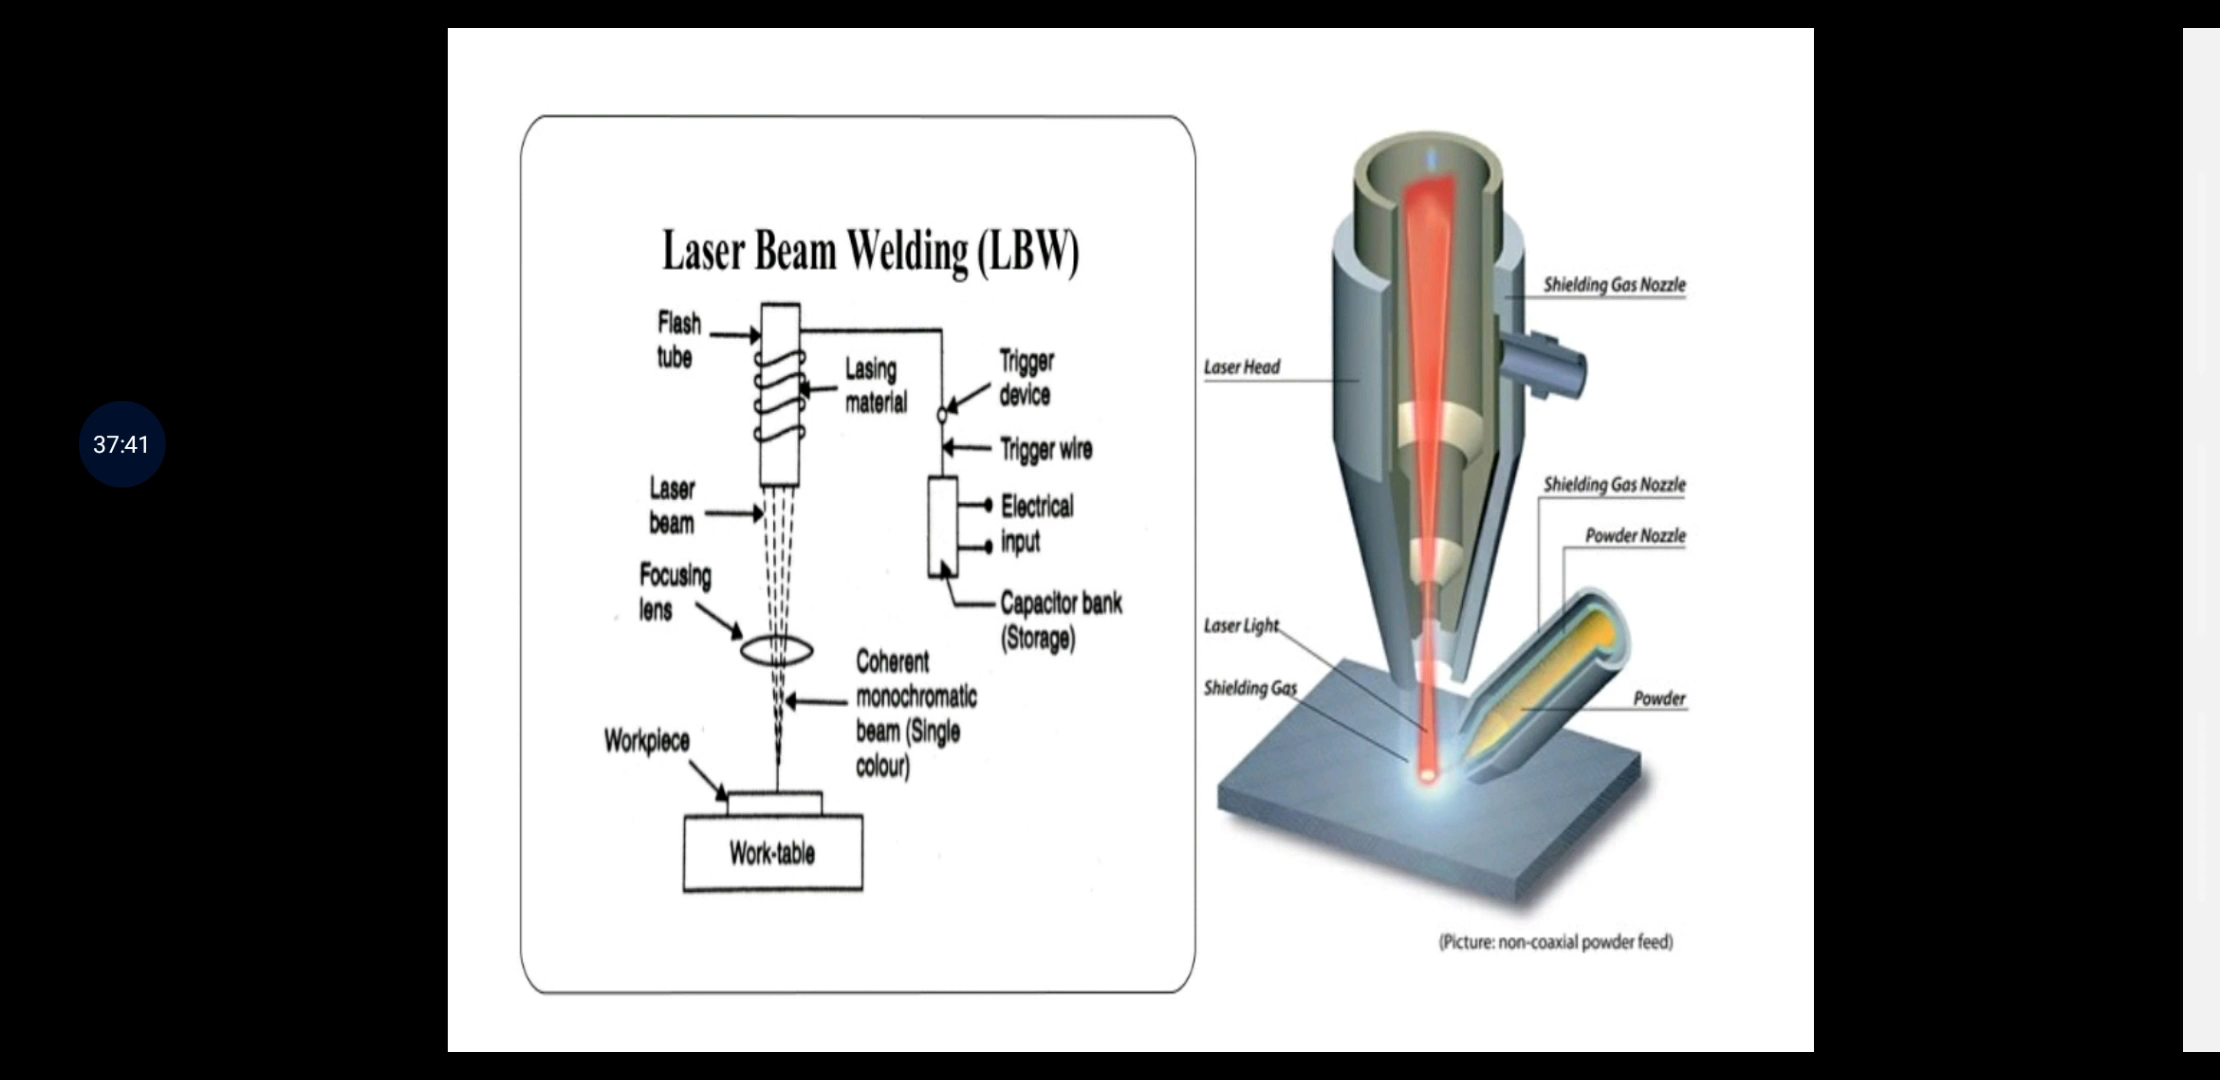 37:41
Laser Beam Welding (LBW)
Flash
tube
Lasing
material
Trigger
device
Trigger wire
Laser
beam
Electrical
input
Focusing
lens
Capacitor bank
(Storage)
Coherent
monochromatic
beam (Single
colour)
Workpiece
Work-table
Shielding Gas Nozzle
Laser Head
Shielding Gas Nozzle
Powder Nozzle
Laser Light
Shielding Gas
Powder
(Picture: non-coaxial powder feed)